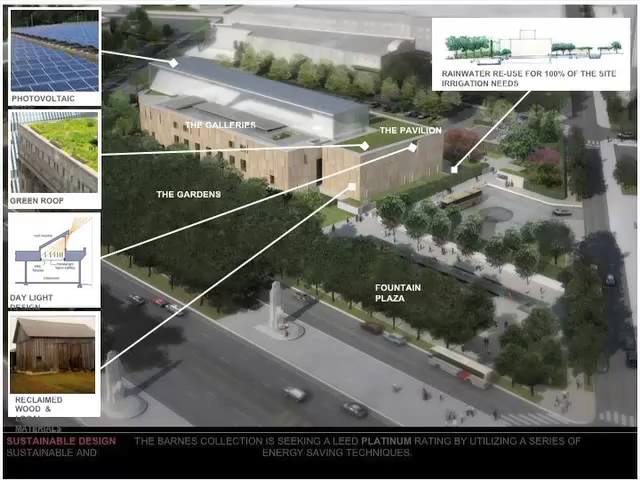 PHOTOVOLTAIC
GREEN ROOF
DAY LIGHT
DESIGN
RECLAIMED
WOOD &
LOCAL
MATERIALS
THE GALLERIES
THE PAVILION
THE GARDENS
FOUNTAIN
PLAZA
RAINWATER RE-USE FOR 100% OF THE SITE
IRRIGATION NEEDS
SUSTAINABLE DESIGN
SUSTAINABLE AND
THE BARNES COLLECTION IS SEEKING A LEED PLATINUM RATING BY UTILIZING A SERIES OF
ENERGY SAVING TECHNIQUES.